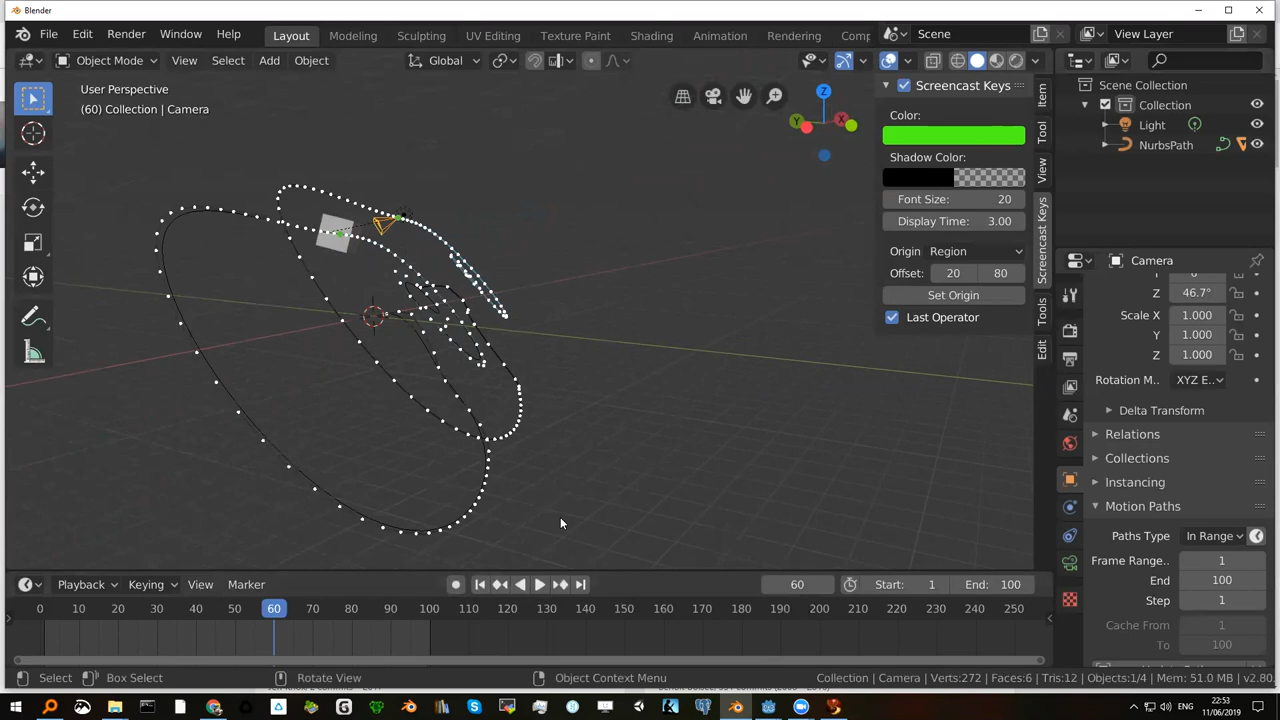 Blender
File Edit Render Window Help Layout Modeling Sculpting UV Editing Texture Paint Shading Animation Rendering Comp Scene View Layer
Object Mode View Select Add Object Global
User Perspective
(60) Collection | Camera
Z
Y
X
Screencast Keys
Color:
Shadow Color:
Font Size: 20
Display Time: 3.00
Origin Region
Offset: 20 80
Set Origin
Last Operator
Item
Tool
View
Screencast Keys
Tools
Edit
Scene Collection
Collection
Light
NurbsPath
Camera
Z 46.7°
Scale X 1.000
Y 1.000
Z 1.000
Rotation M.. XYZ E..
Delta Transform
Relations
Collections
Instancing
Motion Paths
Paths Type In Range
Frame Range.. 1
End 100
Step 1
Cache From 1
To 100
Playback Keying View Marker 60 Start: 1 End: 100
0 10 20 30 40 50 60 70 80 90 100 110 120 130 140 150 160 170 180 190 200 210 220 230 240 250
Select Box Select Rotate View Object Context Menu Collection | Camera | Verts:272 | Faces:6 | Tris:12 | Objects:1/4 | Mem: 51.0 MB | v2.80.
ENG
22:53
11/06/2019